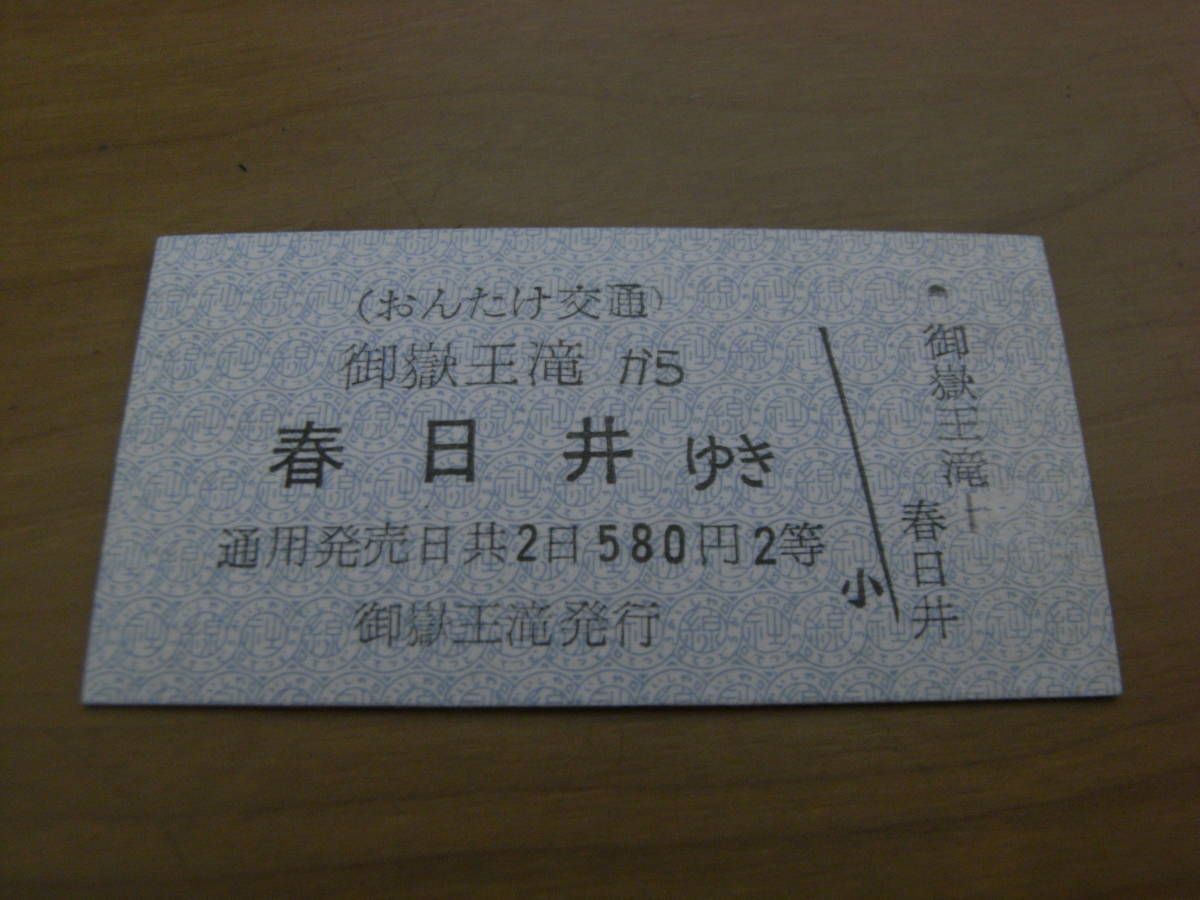 (おんたけ交通)
御嶽王滝 から
春日井 ゆき
通用発売日共2日580円2等
御嶽王滝発行
小
御嶽王滝―
春日井